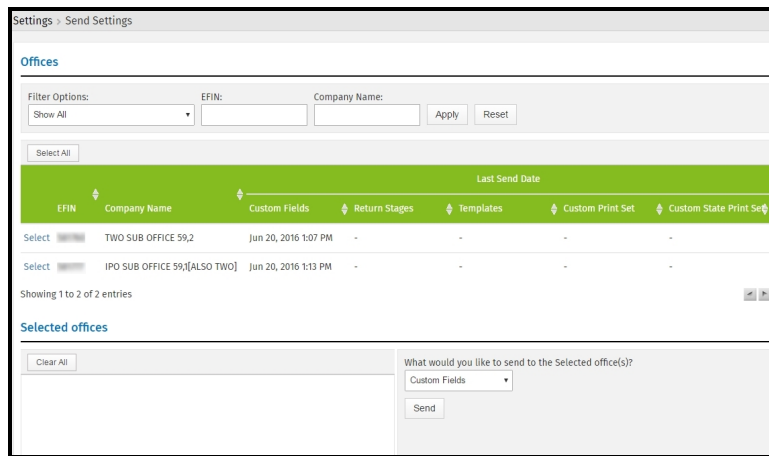 Settings > Send Settings
Offices
Filter Options: EFIN: Company Name:
Show All Apply Reset
Select All
Last Send Date
EFIN Company Name Custom Fields Return Stages Templates Custom Print Set Custom State Print Set
Select TWO SUB OFFICE 59,2 Jun 20, 2016 1:07 PM - - - -
Select IPO SUB OFFICE 59,1[ALSO TWO] Jun 20, 2016 1:13 PM - - - -
Showing 1 to 2 of 2 entries
Selected offices
Clear All What would you like to send to the Selected office(s)?
Custom Fields
Send